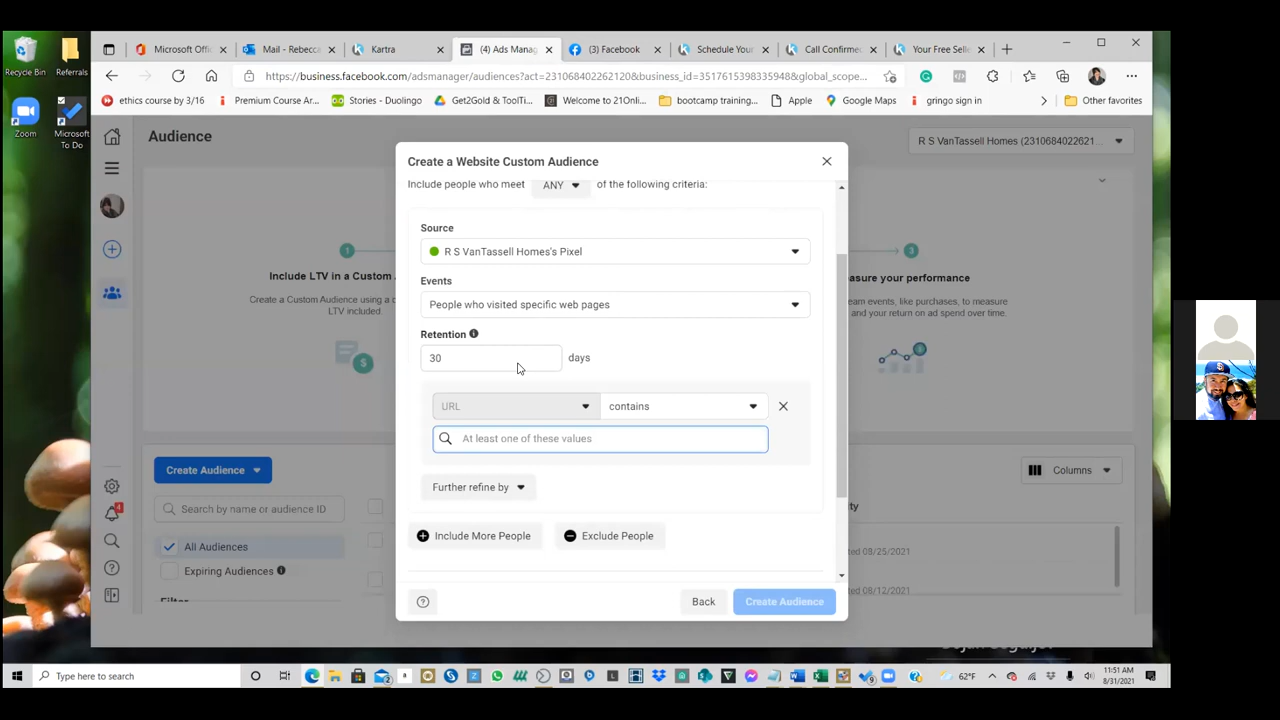 Recycle Bin
Referrals
Zoom
Microsoft
To Do
Microsoft Offi
Mail - Rebecca
Kartra
(4) Ads Manag
(3) Facebook
Schedule Your
Call Confirmed
Your Free Selle
https://business.facebook.com/adsmanager/audiences?act=231068402262120&business_id=3517615398335948&global_scope...
ethics course by 3/16
Premium Course Ar...
Stories - Duolingo
Get2Gold & ToolTi...
Welcome to 21Onli...
bootcamp training...
Apple
Google Maps
gringo sign in
Other favorites
Audience
R S VanTassell Homes (2310684022621...
Create a Website Custom Audience
Include people who meet ANY of the following criteria:
Source
R S VanTassell Homes's Pixel
Events
People who visited specific web pages
Retention
30 days
URL contains
At least one of these values
Further refine by
Include More People
Exclude People
Back
Create Audience
1
Include LTV in a Custom A
Create a Custom Audience using a c
LTV included
$
3
asure your performance
eam events, like purchases, to measure
and your return on ad spend over time.
Create Audience
Columns
Search by name or audience ID
All Audiences
Expiring Audiences
Filter
ed 08/25/2021
ed 08/12/2021
4
Type here to search
62°F
11:51 AM
8/31/2021